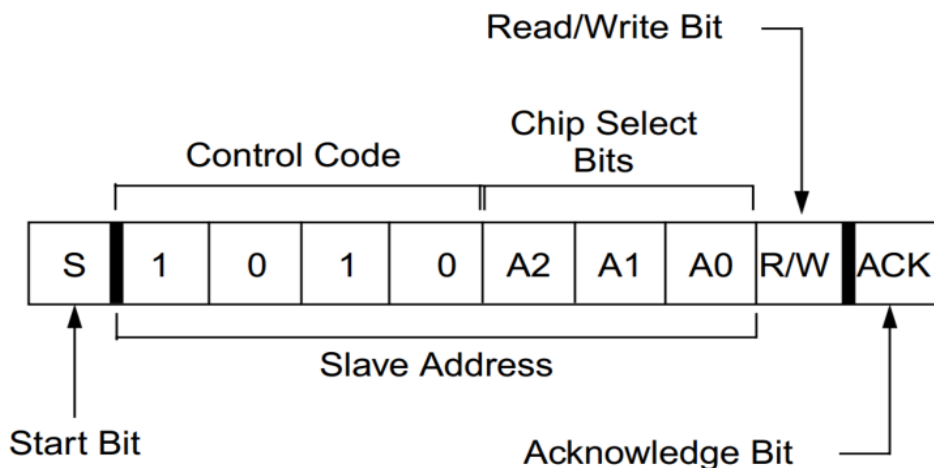 Read/Write Bit
Chip Select
Bits
Control Code
S 1 0 1 0 A2 A1 A0 R/W ACK
Slave Address
Start Bit
Acknowledge Bit